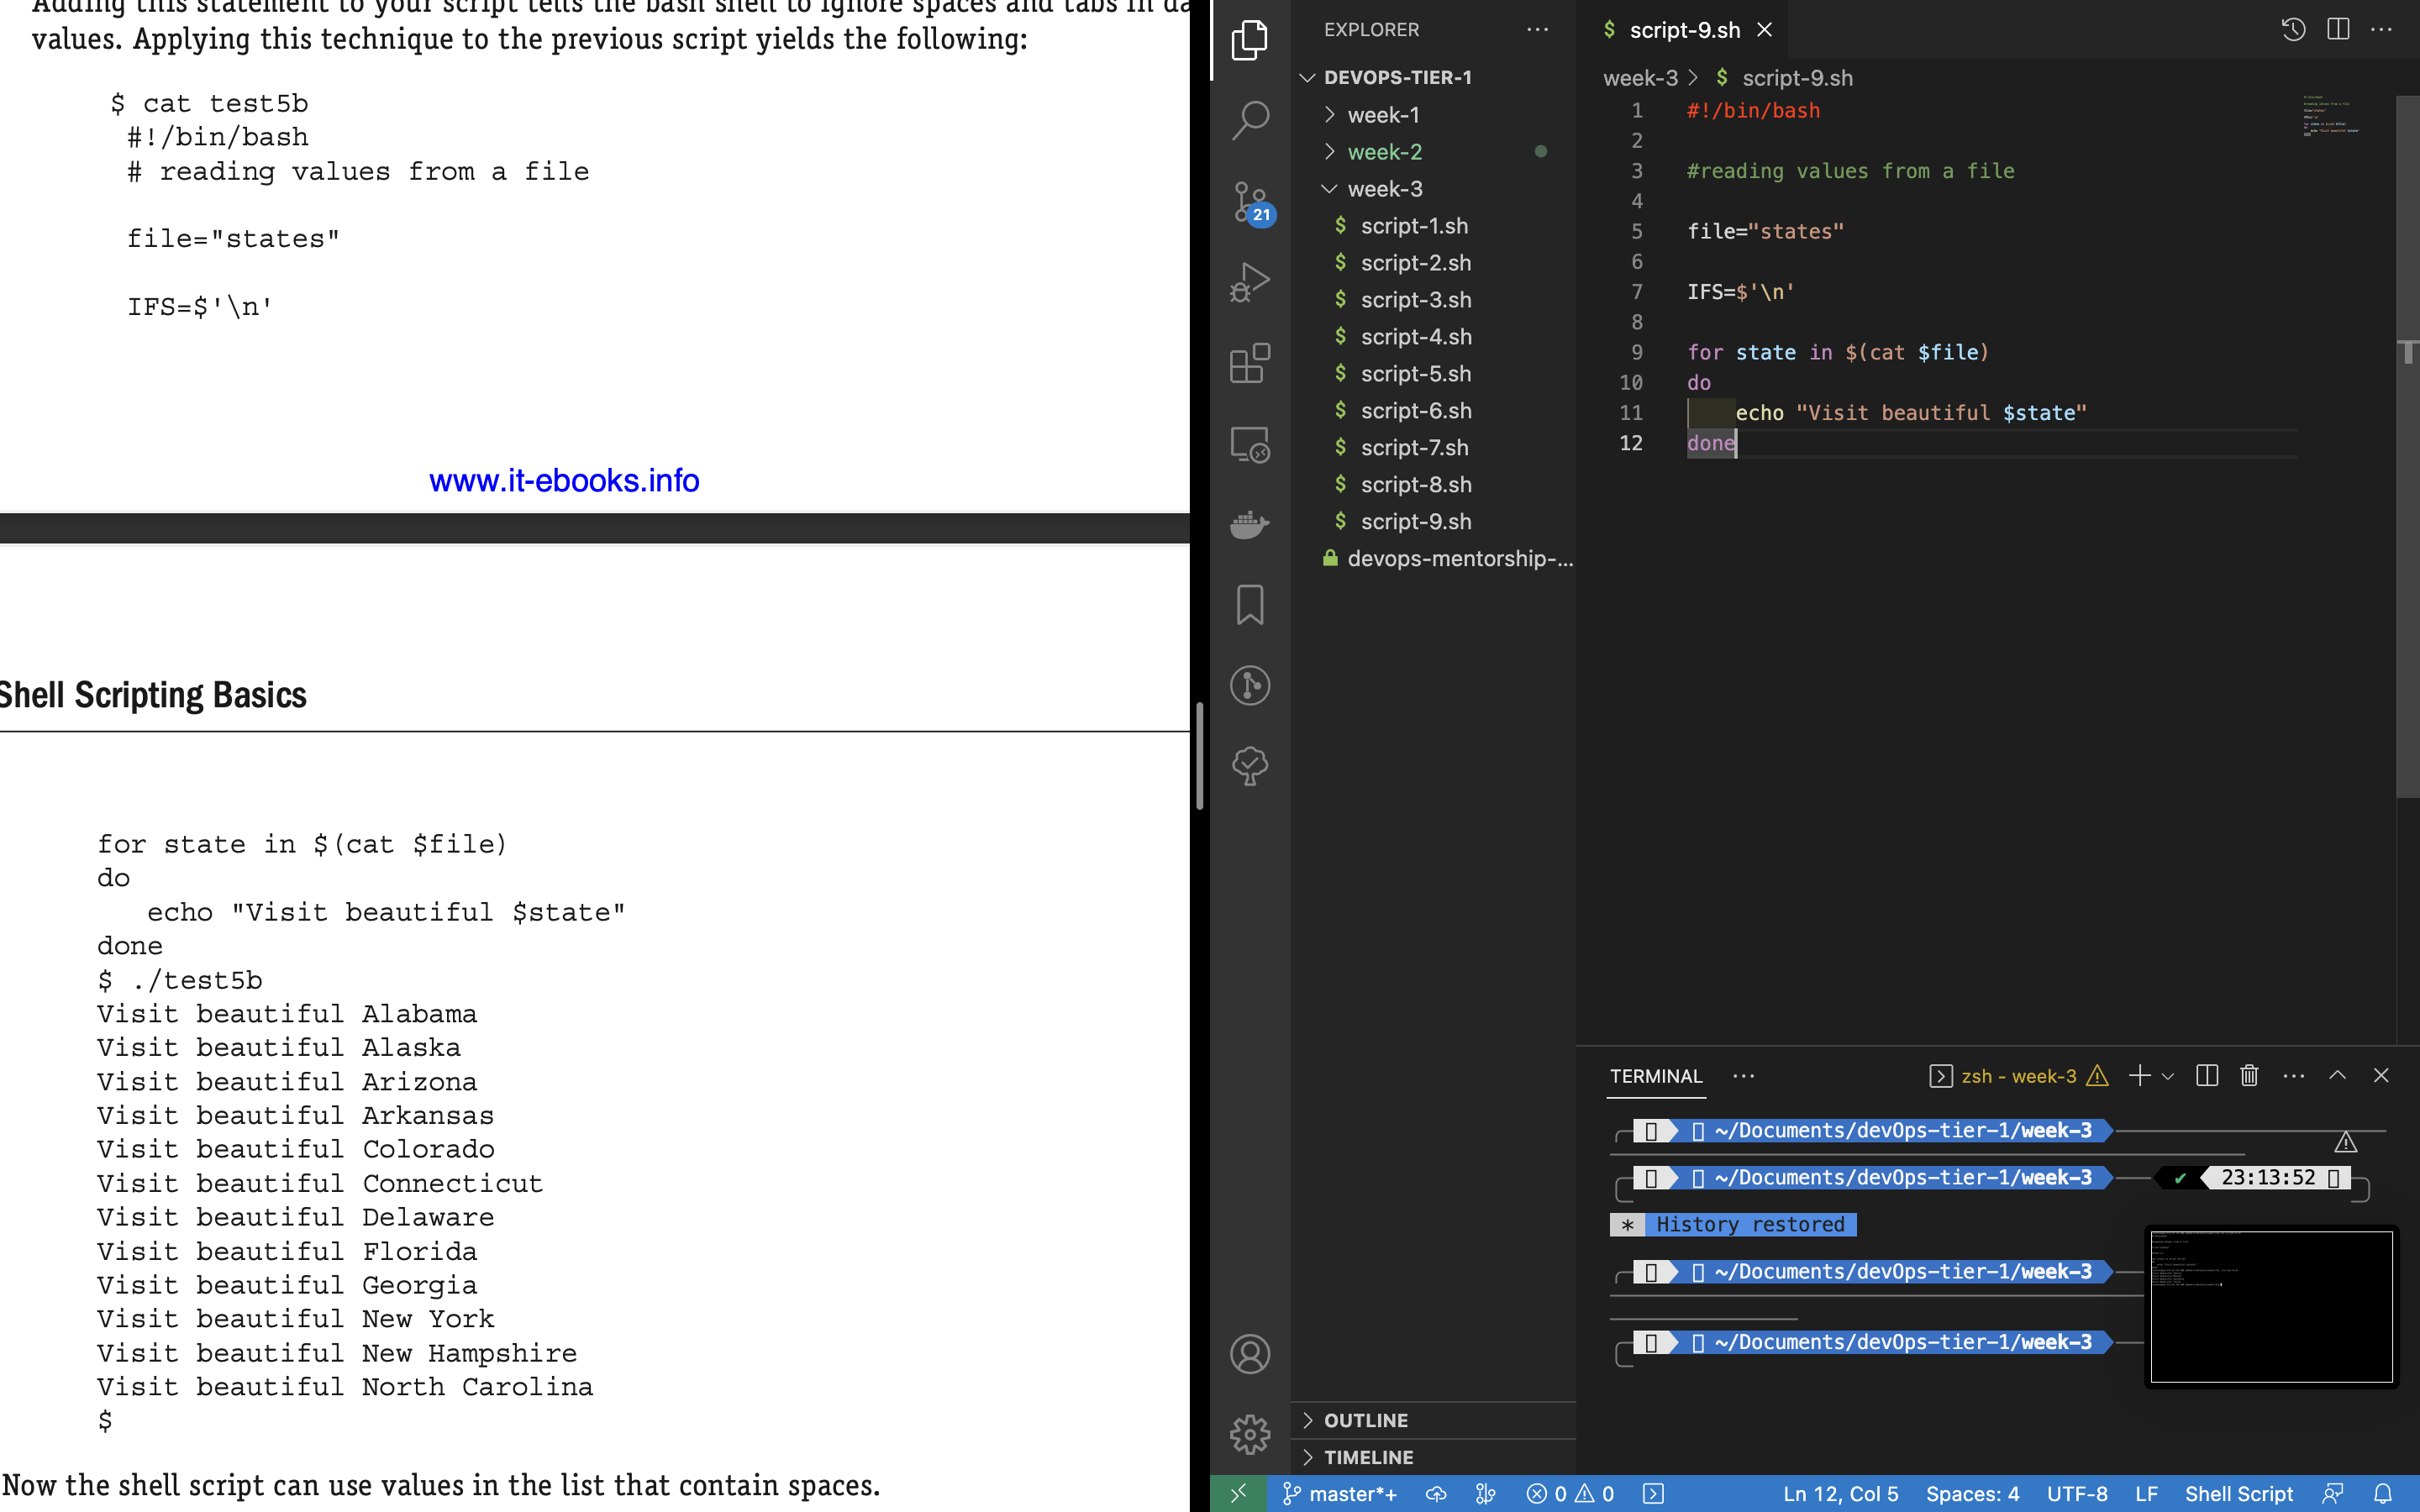 Adding this statement to your script tells the bash shell to ignore spaces and tabs in da
values. Applying this technique to the previous script yields the following:
$ cat test5b
#!/bin/bash
# reading values from a file
file="states"
IFS=$'\n'
www.it-ebooks.info
Shell Scripting Basics
for state in $(cat $file)
do
echo "Visit beautiful $state"
done
$ ./test5b
Visit beautiful Alabama
Visit beautiful Alaska
Visit beautiful Arizona
Visit beautiful Arkansas
Visit beautiful Colorado
Visit beautiful Connecticut
Visit beautiful Delaware
Visit beautiful Florida
Visit beautiful Georgia
Visit beautiful New York
Visit beautiful New Hampshire
Visit beautiful North Carolina
$
Now the shell script can use values in the list that contain spaces.
21
EXPLORER
DEVOPS-TIER-1
week-1
week-2
week-3
$ script-1.sh
$ script-2.sh
$ script-3.sh
$ script-4.sh
$ script-5.sh
$ script-6.sh
$ script-7.sh
$ script-8.sh
$ script-9.sh
devops-mentorship-...
OUTLINE
TIMELINE
$ script-9.sh
week-3 > $ script-9.sh
1 #!/bin/bash
2
3 #reading values from a file
4
5 file="states"
6
7 IFS=$'\n'
8
9 for state in $(cat $file)
10 do
11 echo "Visit beautiful $state"
12 done
TERMINAL
zsh - week-3
~/Documents/devOps-tier-1/week-3
~/Documents/devOps-tier-1/week-3 ✔ 23:13:52
* History restored
~/Documents/devOps-tier-1/week-3
~/Documents/devOps-tier-1/week-3
master*+ 0 0 Ln 12, Col 5 Spaces: 4 UTF-8 LF Shell Script